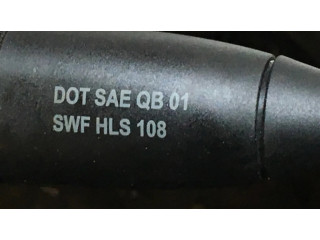 DOT SAE QB 01
SWF HLS 108